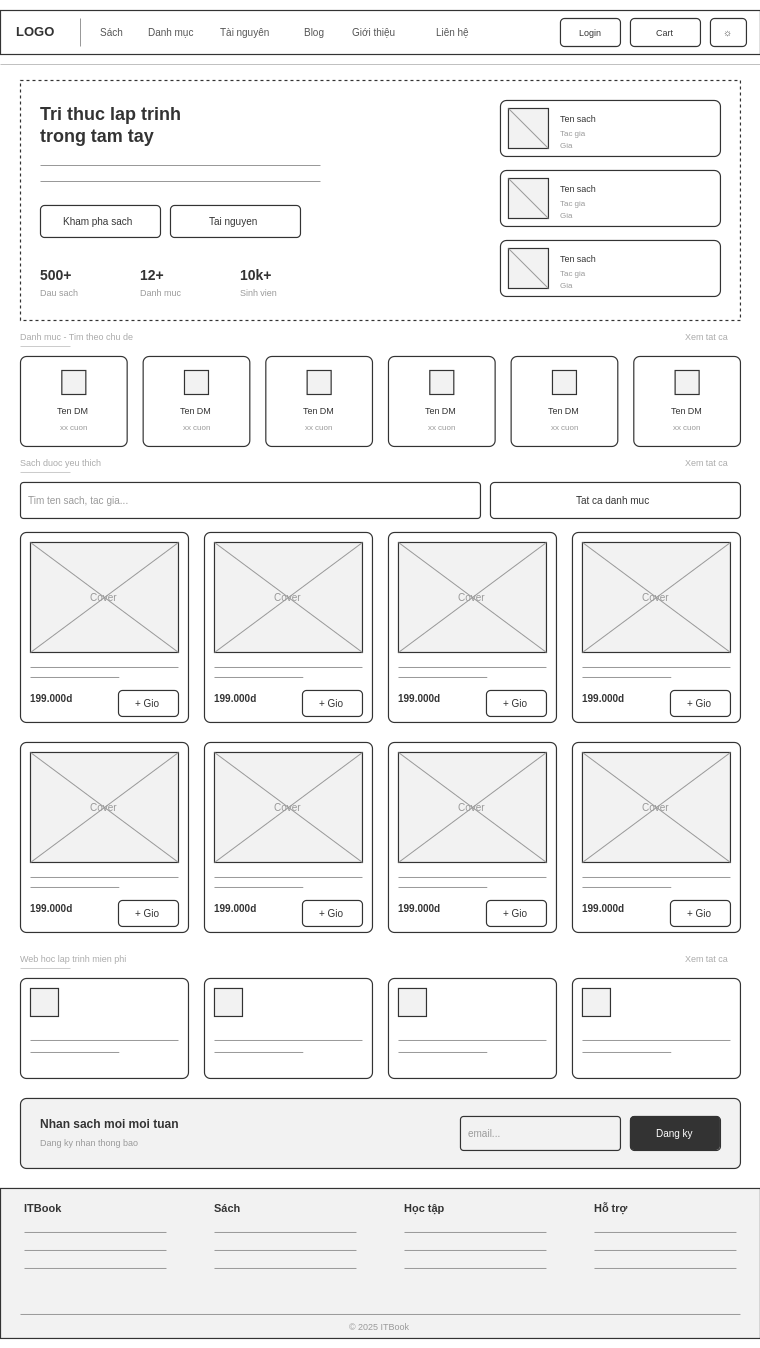 LOGO Sách Danh mục Tài nguyên Blog Giới thiệu Liên hệ Login Cart ☼
Tri thuc lap trinh
trong tam tay
Kham pha sach Tai nguyen
500+ 12+ 10k+
Dau sach Danh muc Sinh vien
Ten sach
Tac gia
Gia
Ten sach
Tac gia
Gia
Ten sach
Tac gia
Gia
Danh muc - Tim theo chu de Xem tat ca
Ten DM Ten DM Ten DM Ten DM Ten DM Ten DM
xx cuon xx cuon xx cuon xx cuon xx cuon xx cuon
Sach duoc yeu thich Xem tat ca
Tim ten sach, tac gia... Tat ca danh muc
Cover Cover Cover Cover
199.000d + Gio 199.000d + Gio 199.000d + Gio 199.000d + Gio
Cover Cover Cover Cover
199.000d + Gio 199.000d + Gio 199.000d + Gio 199.000d + Gio
Web hoc lap trinh mien phi Xem tat ca
Nhan sach moi moi tuan
Dang ky nhan thong bao
email... Dang ky
ITBook Sách Học tập Hỗ trợ
© 2025 ITBook